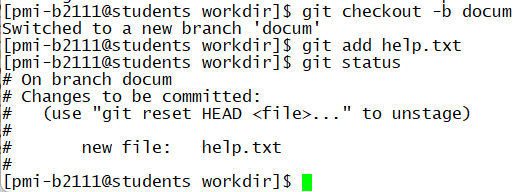 [pmi-b2111@students workdir]$ git checkout -b docum
Switched to a new branch 'docum'
[pmi-b2111@students workdir]$ git add help.txt
[pmi-b2111@students workdir]$ git status
# On branch docum
# Changes to be committed:
#   (use "git reset HEAD <file>..." to unstage)
#
#       new file:   help.txt
#
[pmi-b2111@students workdir]$